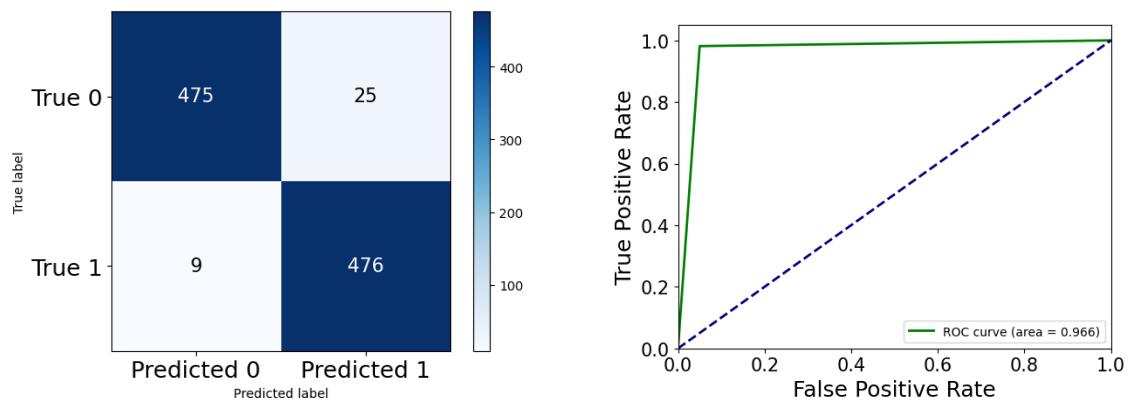 True label
True 0
True 1
475
25
9
476
Predicted 0
Predicted 1
Predicted label
400
300
200
100
True Positive Rate
1.0
0.8
0.6
0.4
0.2
0.0
0.0
0.2
0.4
0.6
0.8
1.0
False Positive Rate
ROC curve (area = 0.966)